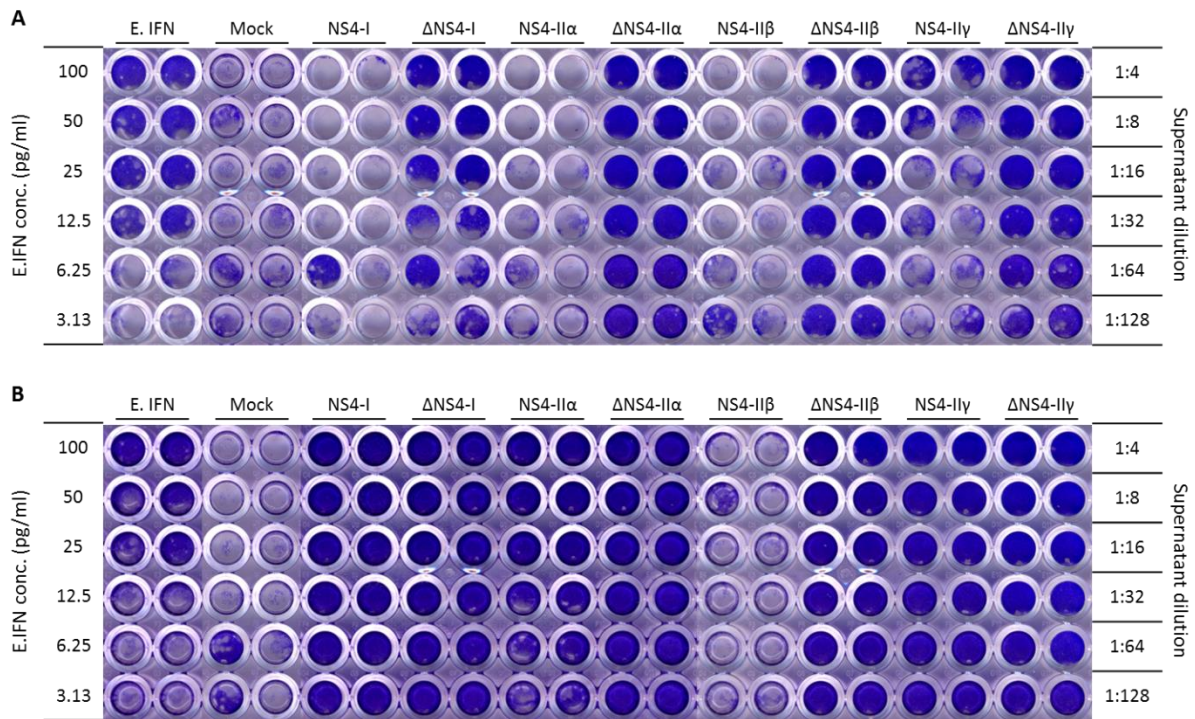 A
E. IFN Mock NS4-I ΔNS4-I NS4-IIα ΔNS4-IIα NS4-IIβ ΔNS4-IIβ NS4-IIγ ΔNS4-IIγ
E.IFN conc. (pg/ml)
100 1:4
50 1:8
25 1:16
12.5 1:32
6.25 1:64
3.13 1:128
Supernatant dilution
B
E. IFN Mock NS4-I ΔNS4-I NS4-IIα ΔNS4-IIα NS4-IIβ ΔNS4-IIβ NS4-IIγ ΔNS4-IIγ
E.IFN conc. (pg/ml)
100 1:4
50 1:8
25 1:16
12.5 1:32
6.25 1:64
3.13 1:128
Supernatant dilution